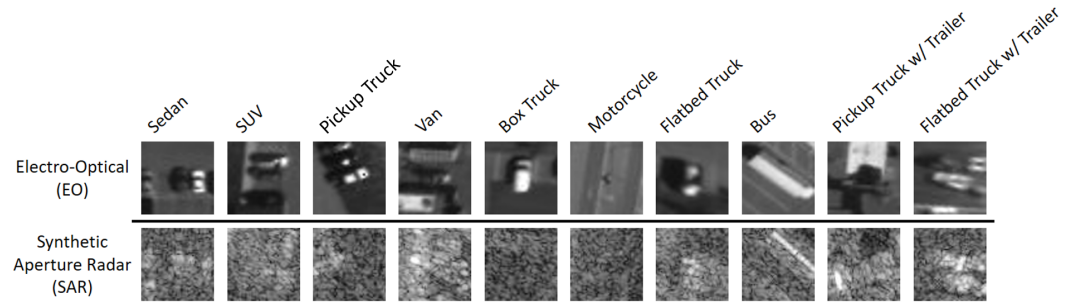 Sedan
SUV
Pickup Truck
Van
Box Truck
Motorcycle
Flatbed Truck
Bus
Pickup Truck w/ Trailer
Flatbed Truck w/ Trailer
Electro-Optical
(EO)
Synthetic
Aperture Radar
(SAR)